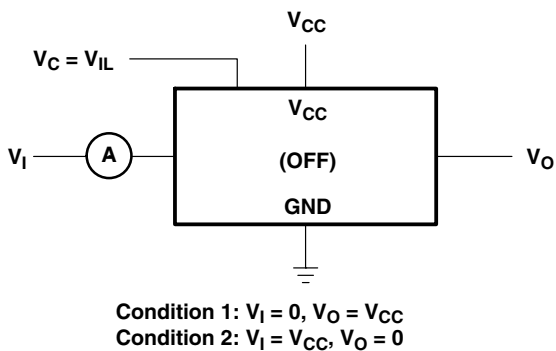 V_CC
V_C = V_IL
V_CC
V_I
A
(OFF)
V_O
GND
Condition 1: V_I = 0, V_O = V_CC
Condition 2: V_I = V_CC, V_O = 0